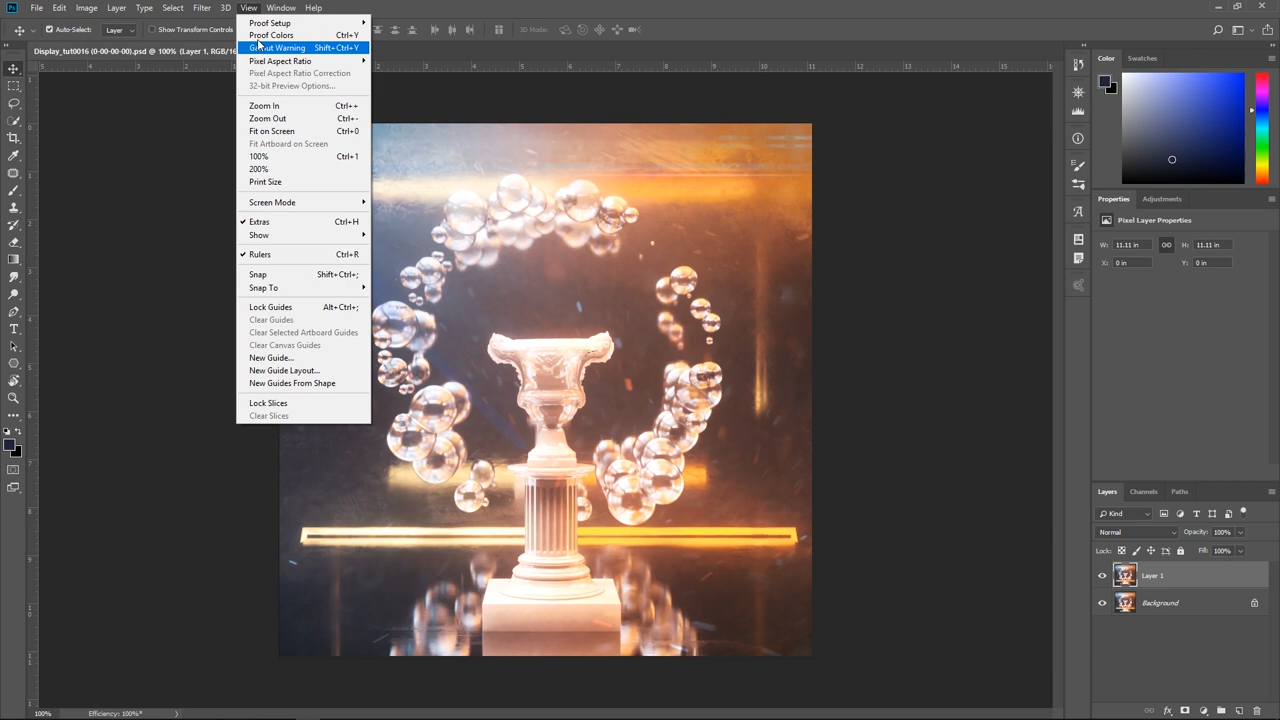 Ps File Edit Image Layer Type Select Filter 3D View Window Help
Auto-Select: Layer Show Transform Controls 3D Mode:
Display_tut0016 (0-00-00-00).psd @ 100% (Layer 1, RGB/16
Proof Setup
Proof Colors Ctrl+Y
Gamut Warning Shift+Ctrl+Y
Pixel Aspect Ratio
Pixel Aspect Ratio Correction
32-bit Preview Options...
Zoom In Ctrl++
Zoom Out Ctrl+-
Fit on Screen Ctrl+0
Fit Artboard on Screen
100% Ctrl+1
200%
Print Size
Screen Mode
Extras Ctrl+H
Show
Rulers Ctrl+R
Snap Shift+Ctrl+;
Snap To
Lock Guides Alt+Ctrl+;
Clear Guides
Clear Selected Artboard Guides
Clear Canvas Guides
New Guide...
New Guide Layout...
New Guides From Shape
Lock Slices
Clear Slices
Color Swatches
Properties Adjustments
Pixel Layer Properties
W: 11.11 in H: 11.11 in
X: 0 in Y: 0 in
Layers Channels Paths
Kind
Normal Opacity: 100%
Lock: Fill: 100%
Layer 1
Background
100% Efficiency: 100%*